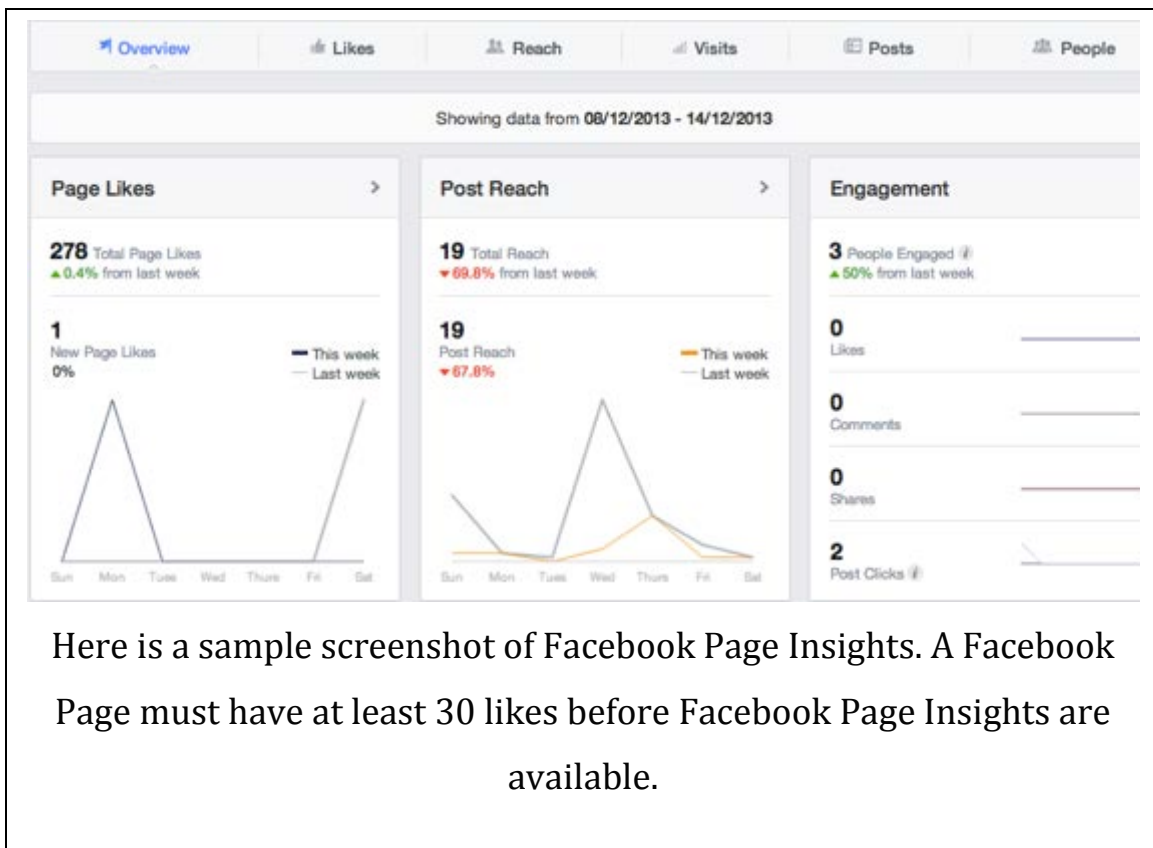 Overview Likes Reach Visits Posts People
Showing data from 08/12/2013 - 14/12/2013
Page Likes
278 Total Page Likes
▲0.4% from last week
1
New Page Likes
0%
This week
Last week
Sun Mon Tues Wed Thurs Fri Sat
Post Reach
19 Total Reach
▼69.8% from last week
19
Post Reach
▼67.8%
This week
Last week
Sun Mon Tues Wed Thurs Fri Sat
Engagement
3 People Engaged i
▲50% from last week
0
Likes
0
Comments
0
Shares
2
Post Clicks i
Here is a sample screenshot of Facebook Page Insights. A Facebook
Page must have at least 30 likes before Facebook Page Insights are
available.